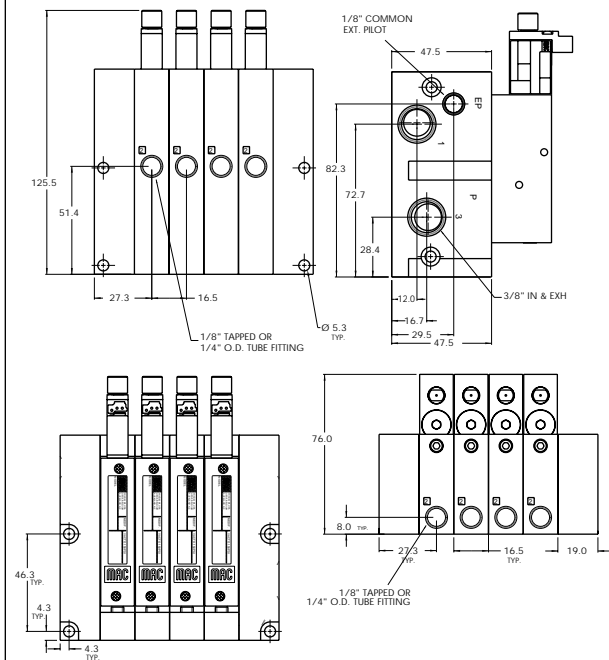 1/8" COMMON
EXT. PILOT
47.5
125.5
51.4
2
2
2
2
27.3
16.5
Ø 5.3
TYP.
1/8" TAPPED OR
1/4" O.D. TUBE FITTING
EP
1
P
3
82.3
72.7
28.4
12.0
16.7
29.5
47.5
3/8" IN & EXH
46.3
TYP.
4.3
TYP.
4.3
TYP.
MAC
MAC
MAC
MAC
76.0
8.0 TYP.
2
2
2
2
27.3
TYP.
16.5
TYP.
19.0
1/8" TAPPED OR
1/4" O.D. TUBE FITTING